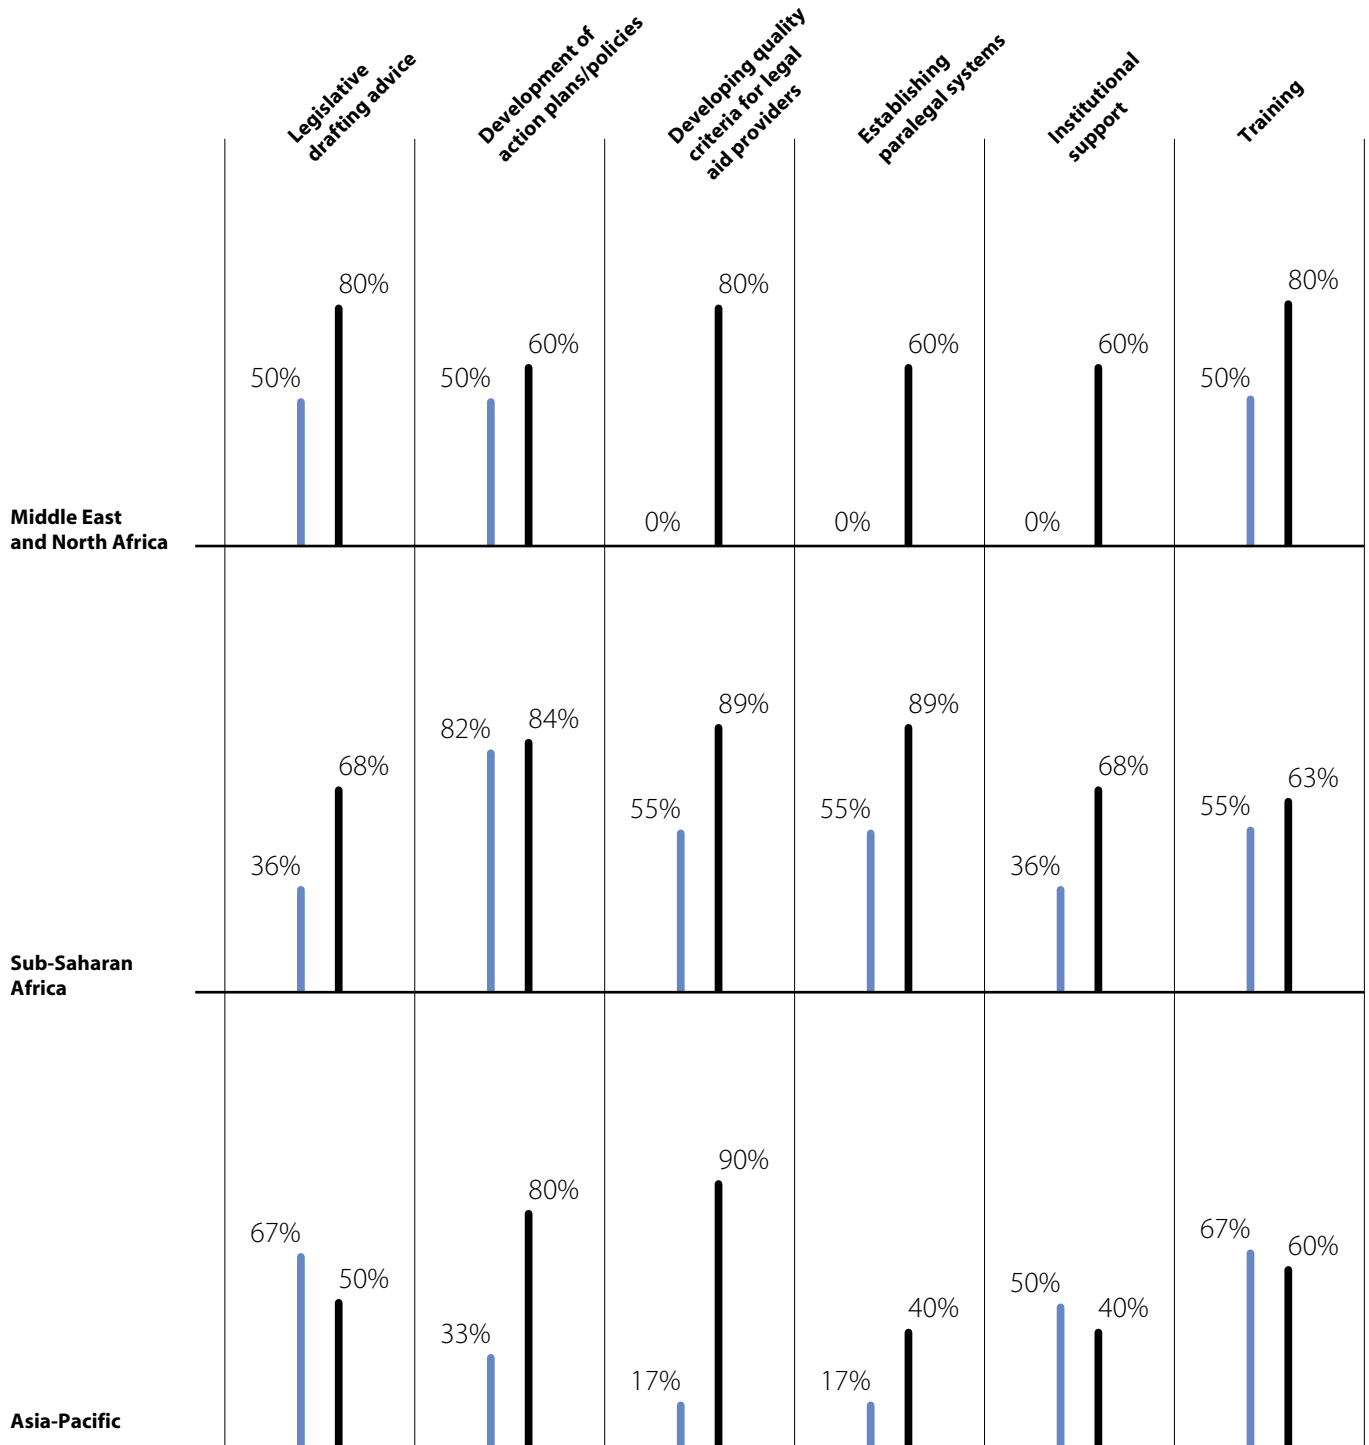 Legislative
drafting advice
Development of
action plans/policies
Developing quality
criteria for legal
aid providers
Establishing
paralegal systems
Institutional
support
Training
50%
80%
50%
60%
0%
80%
0%
60%
0%
60%
50%
80%
Middle East
and North Africa
36%
68%
82%
84%
55%
89%
55%
89%
36%
68%
55%
63%
Sub-Saharan
Africa
67%
50%
33%
80%
17%
90%
17%
40%
50%
40%
67%
60%
Asia-Pacific